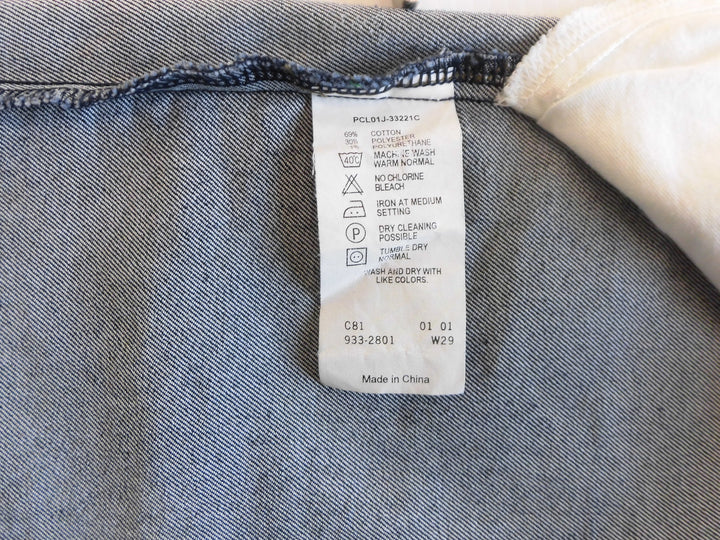 PCL01J-33221C
69% COTTON
30% POLYESTER
1% POLYURETHANE
40°C MACHINE WASH
WARM NORMAL
NO CHLORINE
BLEACH
IRON AT MEDIUM
SETTING
P DRY CLEANING
POSSIBLE
TUMBLE DRY
NORMAL
WASH AND DRY WITH
LIKE COLORS.
C81 01 01
933-2801 W29
Made in China